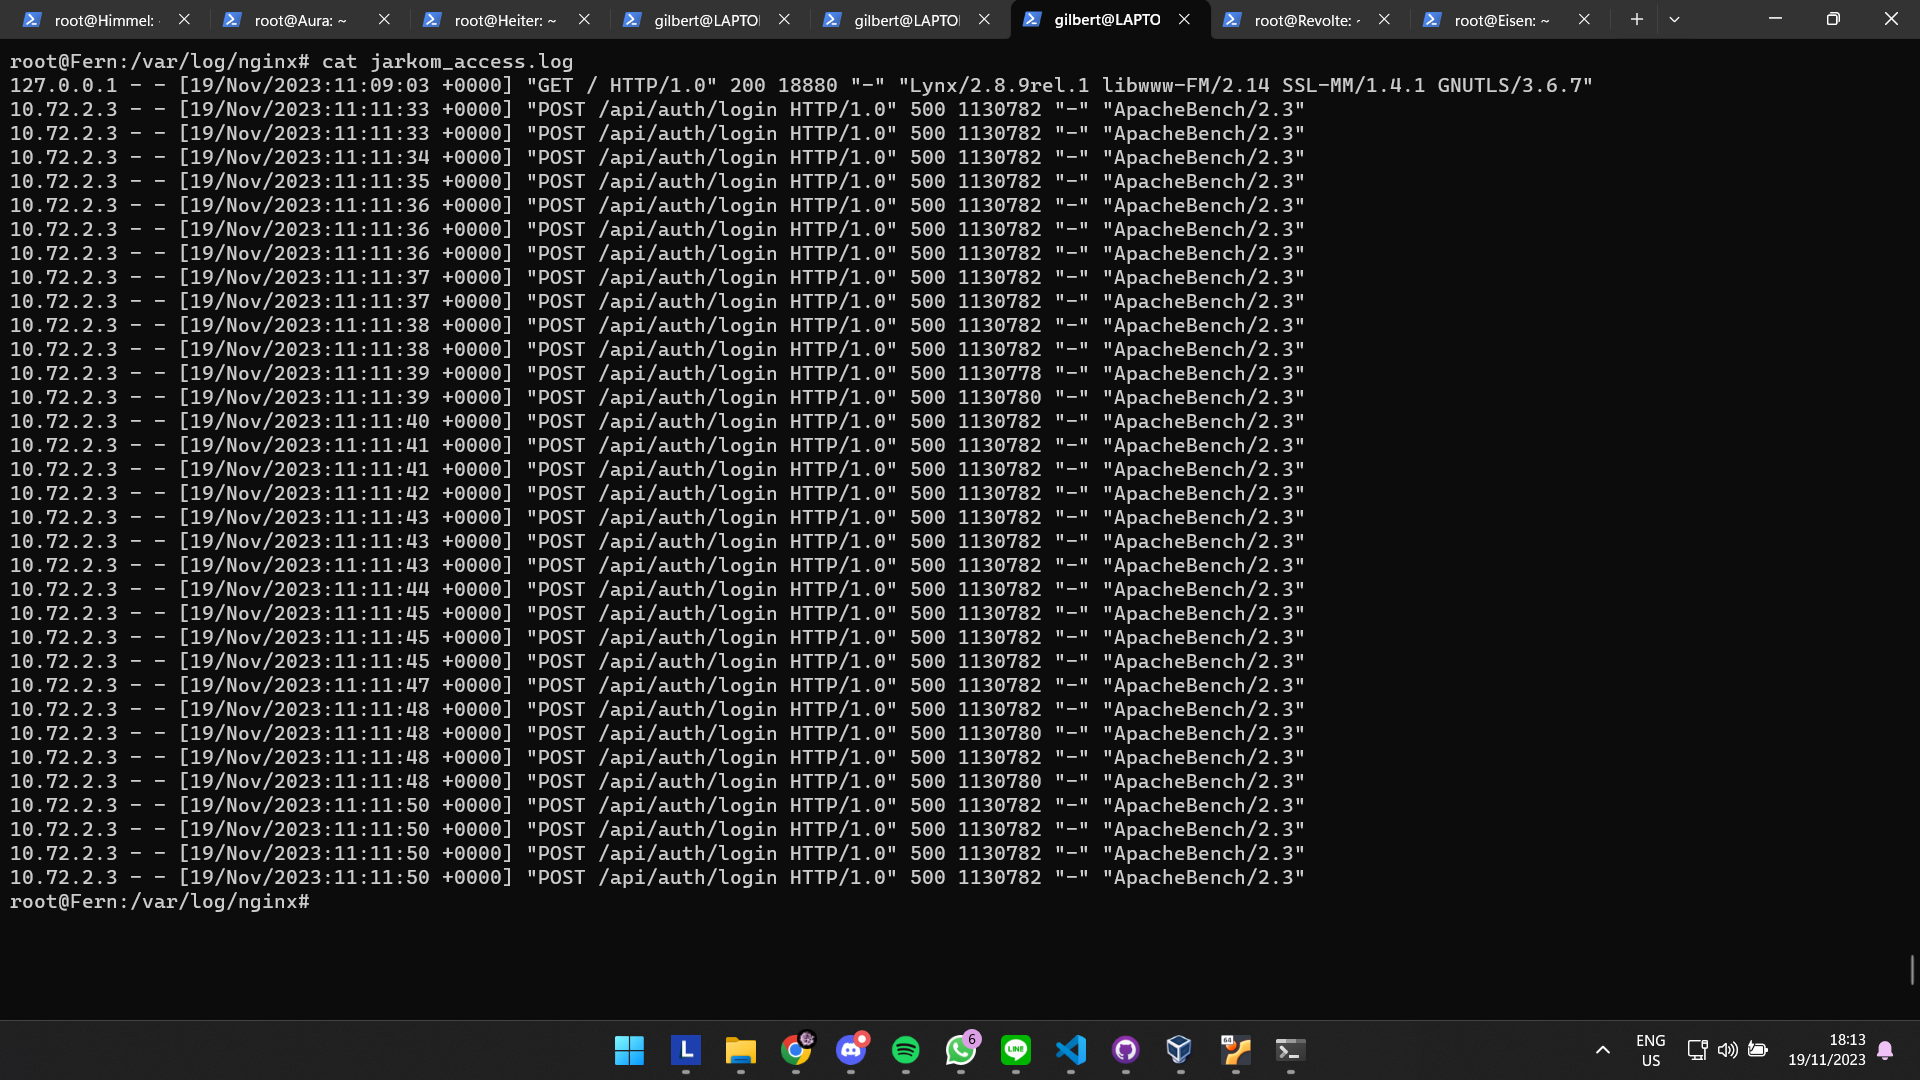 root@Himmel: ~
root@Aura: ~
root@Heiter: ~
gilbert@LAPTO
gilbert@LAPTO
gilbert@LAPTO
root@Revolte: ~
root@Eisen: ~
root@Fern:/var/log/nginx# cat jarkom_access.log
127.0.0.1 - - [19/Nov/2023:11:09:03 +0000] "GET / HTTP/1.0" 200 18880 "-" "Lynx/2.8.9rel.1 libwww-FM/2.14 SSL-MM/1.4.1 GNUTLS/3.6.7"
10.72.2.3 - - [19/Nov/2023:11:11:33 +0000] "POST /api/auth/login HTTP/1.0" 500 1130782 "-" "ApacheBench/2.3"
10.72.2.3 - - [19/Nov/2023:11:11:33 +0000] "POST /api/auth/login HTTP/1.0" 500 1130782 "-" "ApacheBench/2.3"
10.72.2.3 - - [19/Nov/2023:11:11:34 +0000] "POST /api/auth/login HTTP/1.0" 500 1130782 "-" "ApacheBench/2.3"
10.72.2.3 - - [19/Nov/2023:11:11:35 +0000] "POST /api/auth/login HTTP/1.0" 500 1130782 "-" "ApacheBench/2.3"
10.72.2.3 - - [19/Nov/2023:11:11:36 +0000] "POST /api/auth/login HTTP/1.0" 500 1130782 "-" "ApacheBench/2.3"
10.72.2.3 - - [19/Nov/2023:11:11:36 +0000] "POST /api/auth/login HTTP/1.0" 500 1130782 "-" "ApacheBench/2.3"
10.72.2.3 - - [19/Nov/2023:11:11:36 +0000] "POST /api/auth/login HTTP/1.0" 500 1130782 "-" "ApacheBench/2.3"
10.72.2.3 - - [19/Nov/2023:11:11:37 +0000] "POST /api/auth/login HTTP/1.0" 500 1130782 "-" "ApacheBench/2.3"
10.72.2.3 - - [19/Nov/2023:11:11:37 +0000] "POST /api/auth/login HTTP/1.0" 500 1130782 "-" "ApacheBench/2.3"
10.72.2.3 - - [19/Nov/2023:11:11:38 +0000] "POST /api/auth/login HTTP/1.0" 500 1130782 "-" "ApacheBench/2.3"
10.72.2.3 - - [19/Nov/2023:11:11:38 +0000] "POST /api/auth/login HTTP/1.0" 500 1130782 "-" "ApacheBench/2.3"
10.72.2.3 - - [19/Nov/2023:11:11:39 +0000] "POST /api/auth/login HTTP/1.0" 500 1130778 "-" "ApacheBench/2.3"
10.72.2.3 - - [19/Nov/2023:11:11:39 +0000] "POST /api/auth/login HTTP/1.0" 500 1130780 "-" "ApacheBench/2.3"
10.72.2.3 - - [19/Nov/2023:11:11:40 +0000] "POST /api/auth/login HTTP/1.0" 500 1130782 "-" "ApacheBench/2.3"
10.72.2.3 - - [19/Nov/2023:11:11:41 +0000] "POST /api/auth/login HTTP/1.0" 500 1130782 "-" "ApacheBench/2.3"
10.72.2.3 - - [19/Nov/2023:11:11:41 +0000] "POST /api/auth/login HTTP/1.0" 500 1130782 "-" "ApacheBench/2.3"
10.72.2.3 - - [19/Nov/2023:11:11:42 +0000] "POST /api/auth/login HTTP/1.0" 500 1130782 "-" "ApacheBench/2.3"
10.72.2.3 - - [19/Nov/2023:11:11:43 +0000] "POST /api/auth/login HTTP/1.0" 500 1130782 "-" "ApacheBench/2.3"
10.72.2.3 - - [19/Nov/2023:11:11:43 +0000] "POST /api/auth/login HTTP/1.0" 500 1130782 "-" "ApacheBench/2.3"
10.72.2.3 - - [19/Nov/2023:11:11:43 +0000] "POST /api/auth/login HTTP/1.0" 500 1130782 "-" "ApacheBench/2.3"
10.72.2.3 - - [19/Nov/2023:11:11:44 +0000] "POST /api/auth/login HTTP/1.0" 500 1130782 "-" "ApacheBench/2.3"
10.72.2.3 - - [19/Nov/2023:11:11:45 +0000] "POST /api/auth/login HTTP/1.0" 500 1130782 "-" "ApacheBench/2.3"
10.72.2.3 - - [19/Nov/2023:11:11:45 +0000] "POST /api/auth/login HTTP/1.0" 500 1130782 "-" "ApacheBench/2.3"
10.72.2.3 - - [19/Nov/2023:11:11:45 +0000] "POST /api/auth/login HTTP/1.0" 500 1130782 "-" "ApacheBench/2.3"
10.72.2.3 - - [19/Nov/2023:11:11:47 +0000] "POST /api/auth/login HTTP/1.0" 500 1130782 "-" "ApacheBench/2.3"
10.72.2.3 - - [19/Nov/2023:11:11:48 +0000] "POST /api/auth/login HTTP/1.0" 500 1130782 "-" "ApacheBench/2.3"
10.72.2.3 - - [19/Nov/2023:11:11:48 +0000] "POST /api/auth/login HTTP/1.0" 500 1130780 "-" "ApacheBench/2.3"
10.72.2.3 - - [19/Nov/2023:11:11:48 +0000] "POST /api/auth/login HTTP/1.0" 500 1130782 "-" "ApacheBench/2.3"
10.72.2.3 - - [19/Nov/2023:11:11:48 +0000] "POST /api/auth/login HTTP/1.0" 500 1130780 "-" "ApacheBench/2.3"
10.72.2.3 - - [19/Nov/2023:11:11:50 +0000] "POST /api/auth/login HTTP/1.0" 500 1130782 "-" "ApacheBench/2.3"
10.72.2.3 - - [19/Nov/2023:11:11:50 +0000] "POST /api/auth/login HTTP/1.0" 500 1130782 "-" "ApacheBench/2.3"
10.72.2.3 - - [19/Nov/2023:11:11:50 +0000] "POST /api/auth/login HTTP/1.0" 500 1130782 "-" "ApacheBench/2.3"
10.72.2.3 - - [19/Nov/2023:11:11:50 +0000] "POST /api/auth/login HTTP/1.0" 500 1130782 "-" "ApacheBench/2.3"
root@Fern:/var/log/nginx#
L
6
LINE
64
ENG
US
18:13
19/11/2023